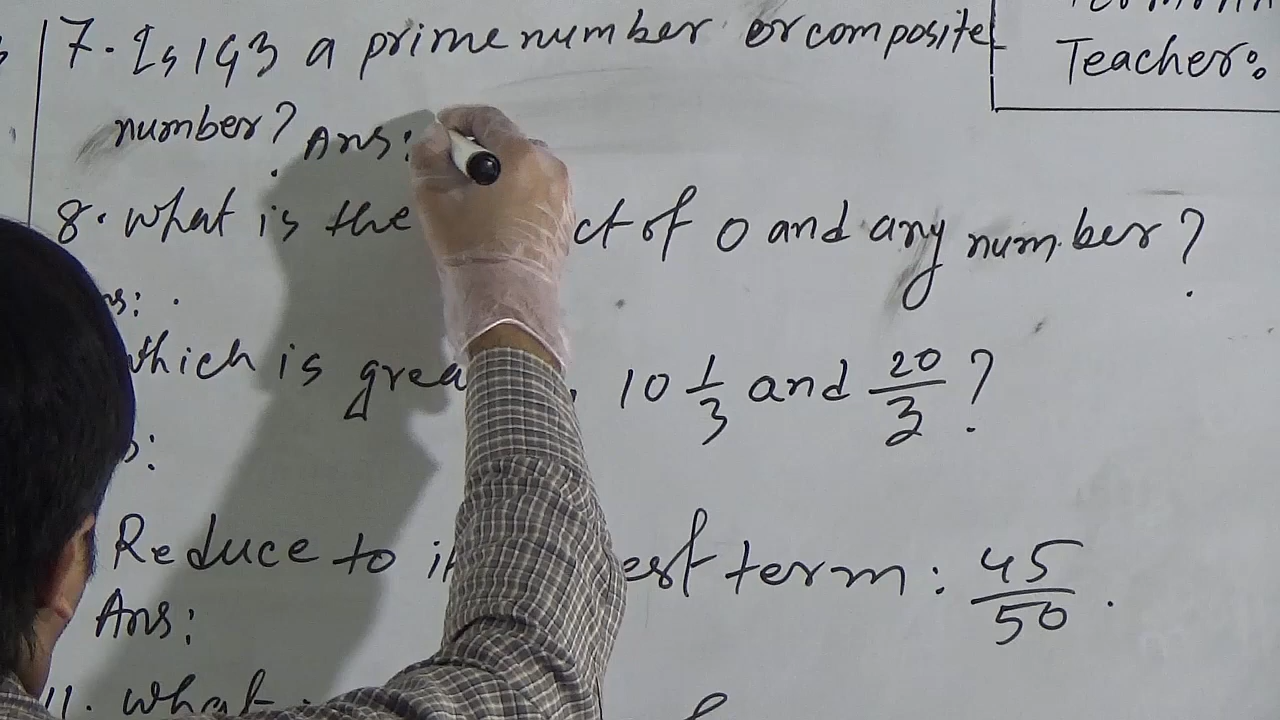 7. Is 193 a prime number or composite
Teacher:
number? Ans:
8. What is the ct of 0 and any number?
s:
which is grea 10 1/3 and 20/3 ?
s:
Reduce to i est term: 45/50 .
Ans:
11. what